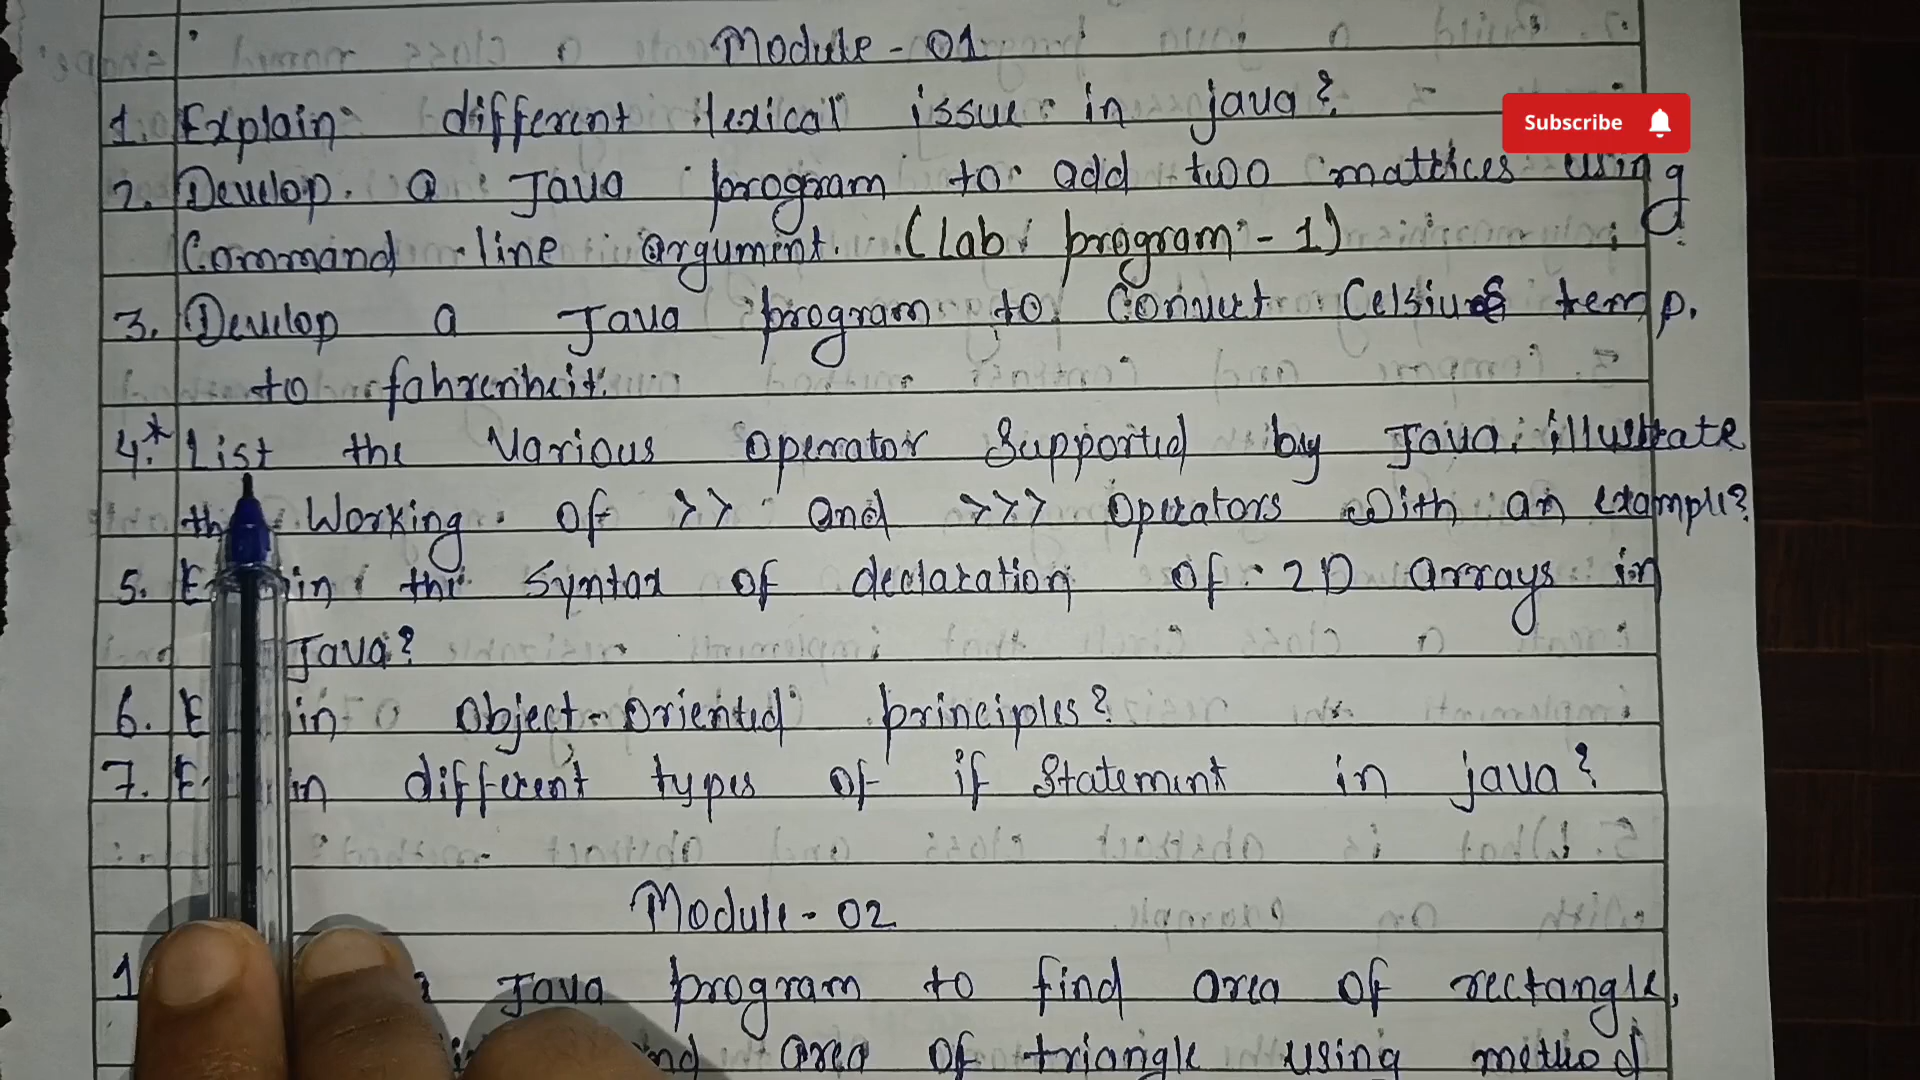 Module - 01
1. Explain different lexical issue in java?
Subscribe
2. Develop a Java program to add two mattices using
Command line argument. (Lab program - 1)
3. Develop a Java program to Convert Celsius temp.
to fahrenheit.
4.* List the Various operator Supported by Java. illustrate
the Working of >> and >>> operators with an example?
5. in the Syntax of declaration of 2D arrays in
Java?
6. in object-oriented principles?
7. in different types of if Statement in java?
Module - 02
1 Java program to find area of rectangle,
and area of triangle using method